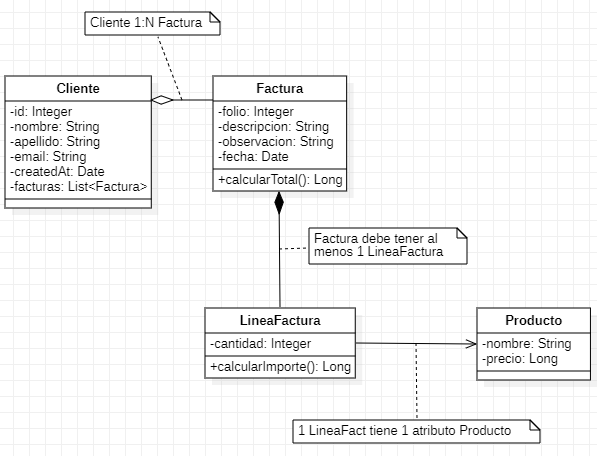 Cliente 1:N Factura
Cliente
-id: Integer
-nombre: String
-apellido: String
-email: String
-createdAt: Date
-facturas: List<Factura>
Factura
-folio: Integer
-descripcion: String
-observacion: String
-fecha: Date
+calcularTotal(): Long
Factura debe tener al
menos 1 LineaFactura
LineaFactura
-cantidad: Integer
+calcularImporte(): Long
Producto
-nombre: String
-precio: Long
1 LineaFact tiene 1 atributo Producto